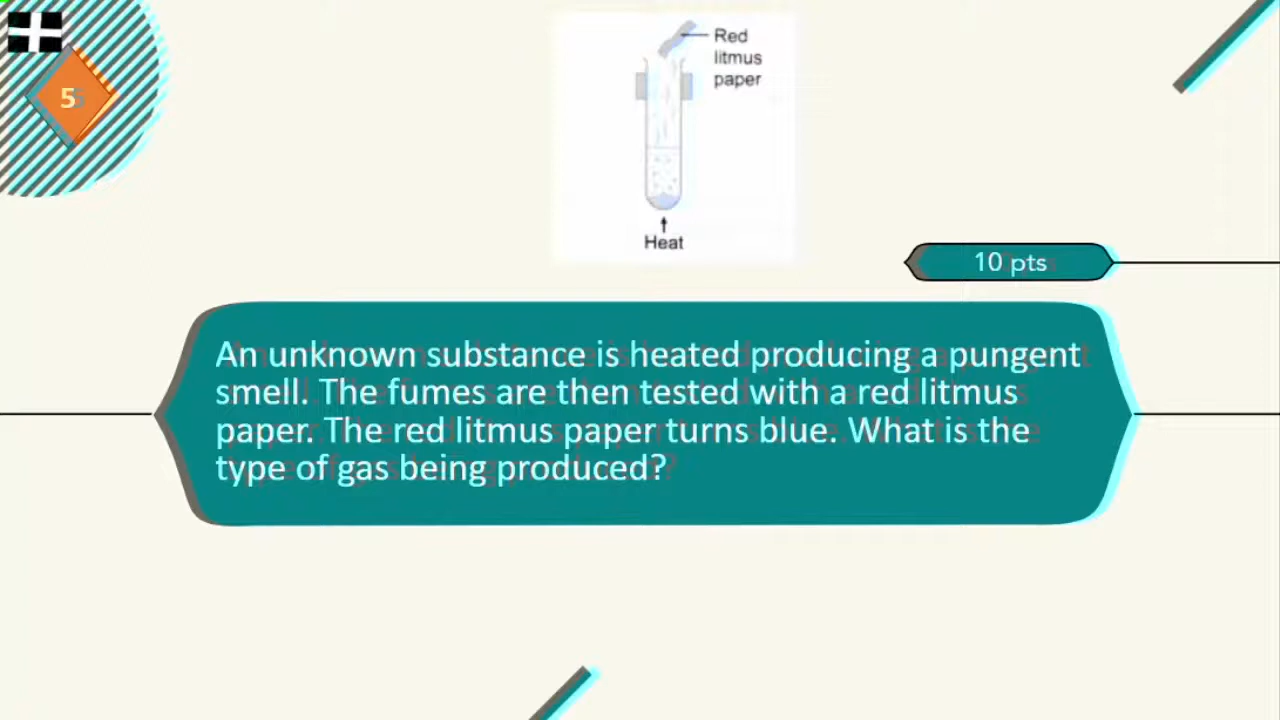 5
Red
litmus
paper
Heat
10 pts
An unknown substance is heated producing a pungent
smell. The fumes are then tested with a red litmus
paper. The red litmus paper turns blue. What is the
type of gas being produced?